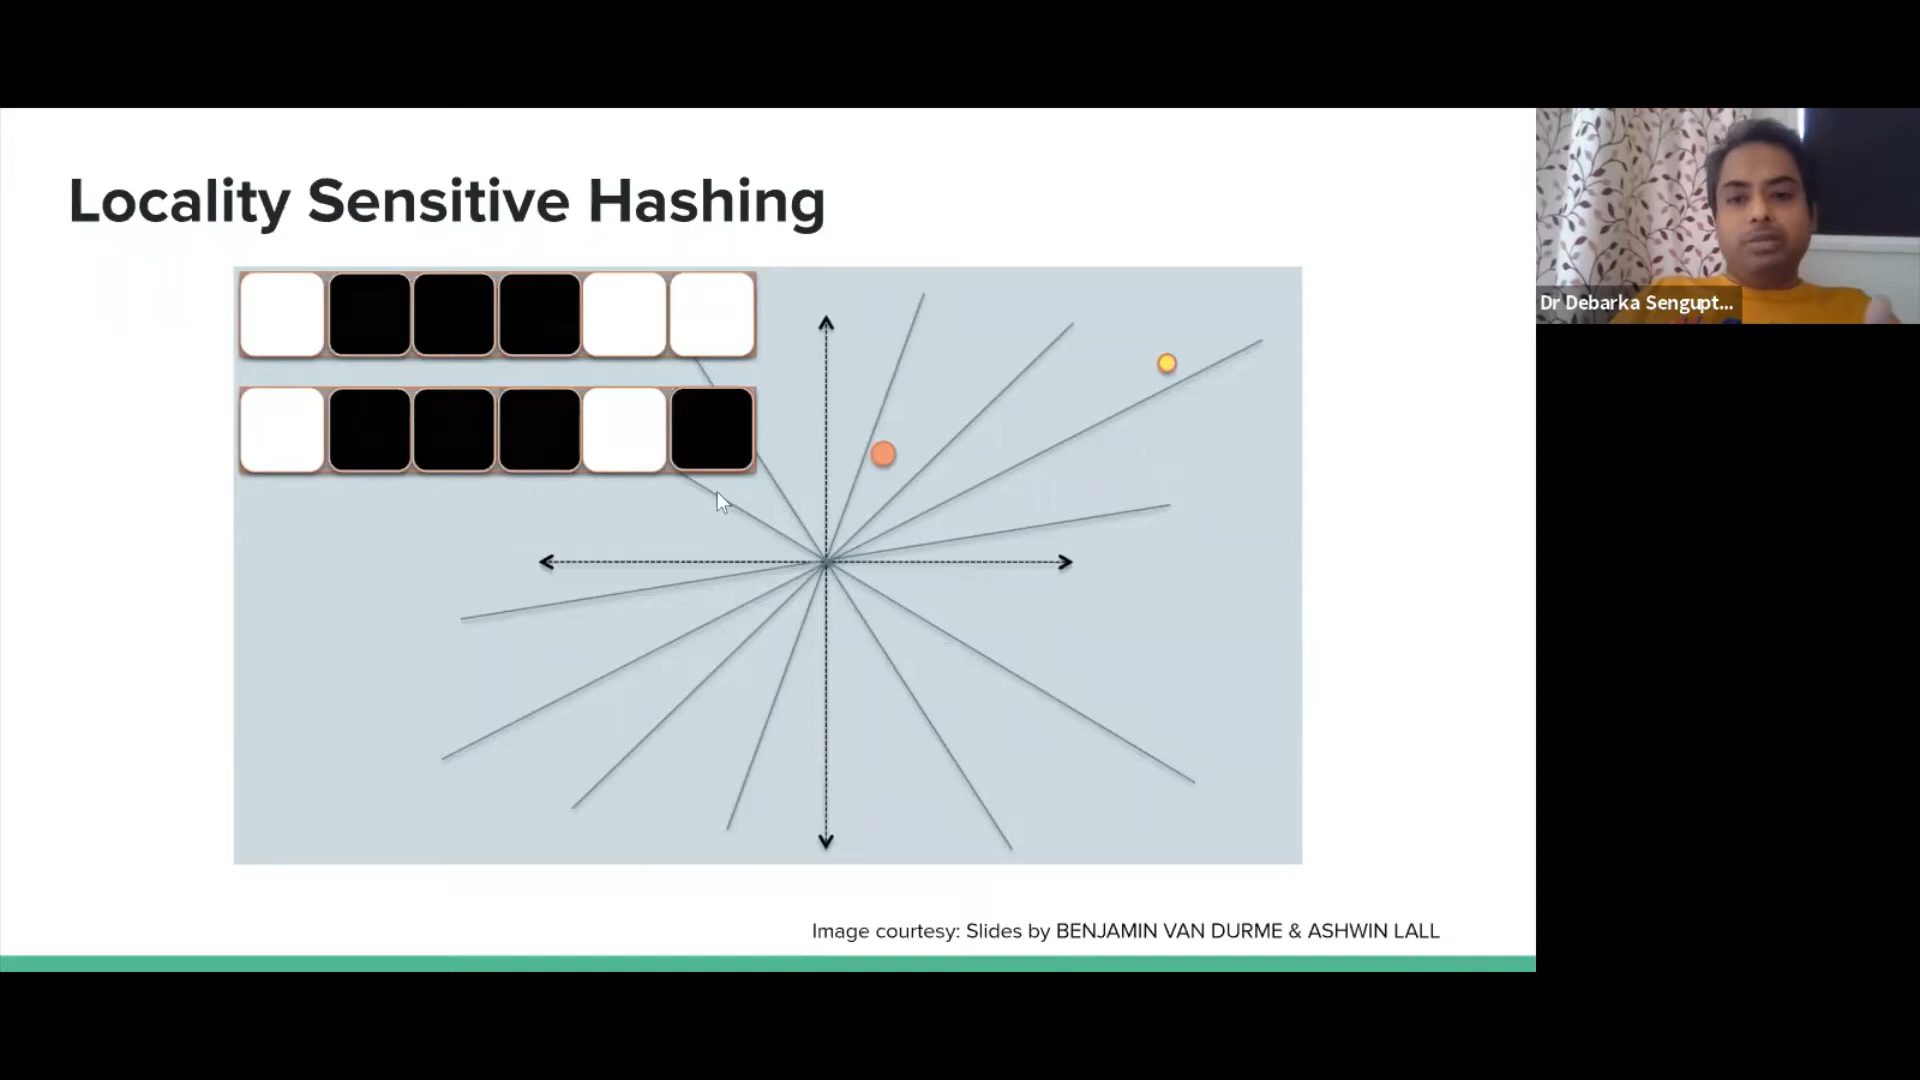 Locality Sensitive Hashing
Dr Debarka Sengupt...
Image courtesy: Slides by BENJAMIN VAN DURME & ASHWIN LALL